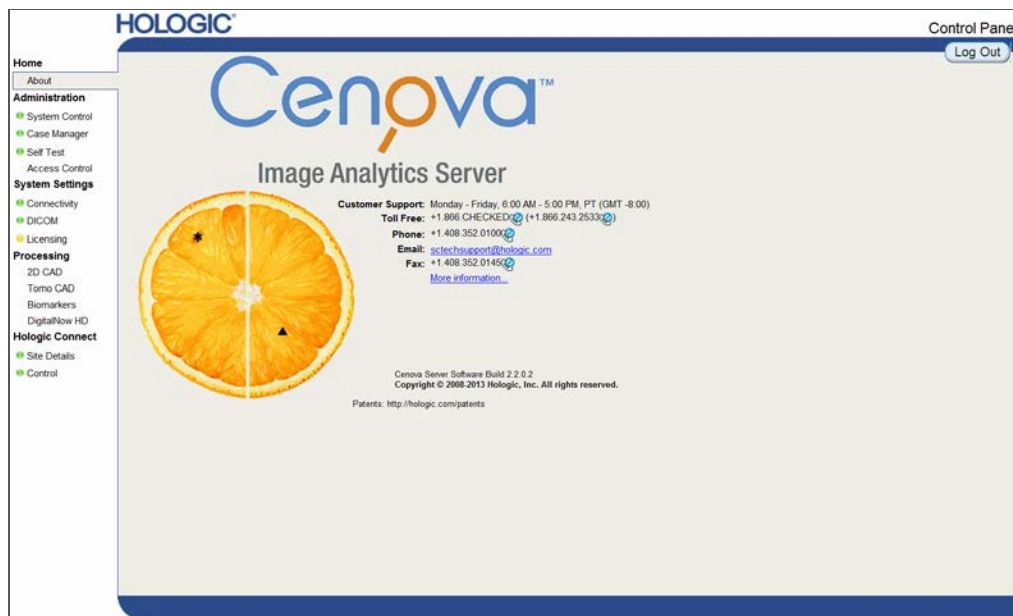 HOLOGIC®
Control Pane
Log Out
Home
About
Administration
System Control
Case Manager
Self Test
Access Control
System Settings
Connectivity
DICOM
Licensing
Processing
2D CAD
Tomo CAD
Biomarkers
DigitalNow HD
Hologic Connect
Site Details
Control
Cenova™
Image Analytics Server
Customer Support: Monday - Friday, 6:00 AM - 5:00 PM, PT (GMT -8:00)
Toll Free: +1.866.CHECKED (+1.866.243.2533)
Phone: +1.408.352.0100
Email: sctechsupport@hologic.com
Fax: +1.408.352.0145
More information...
Cenova Server Software Build 2.2.0.2
Copyright © 2008-2013 Hologic, Inc. All rights reserved.
Patents: http://hologic.com/patents